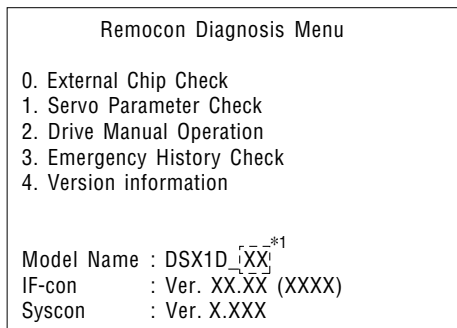 Remocon Diagnosis Menu
0. External Chip Check
1. Servo Parameter Check
2. Drive Manual Operation
3. Emergency History Check
4. Version information
Model Name : DSX1D_XX*1
IF-con : Ver. XX.XX (XXXX)
Syscon : Ver. X.XXX